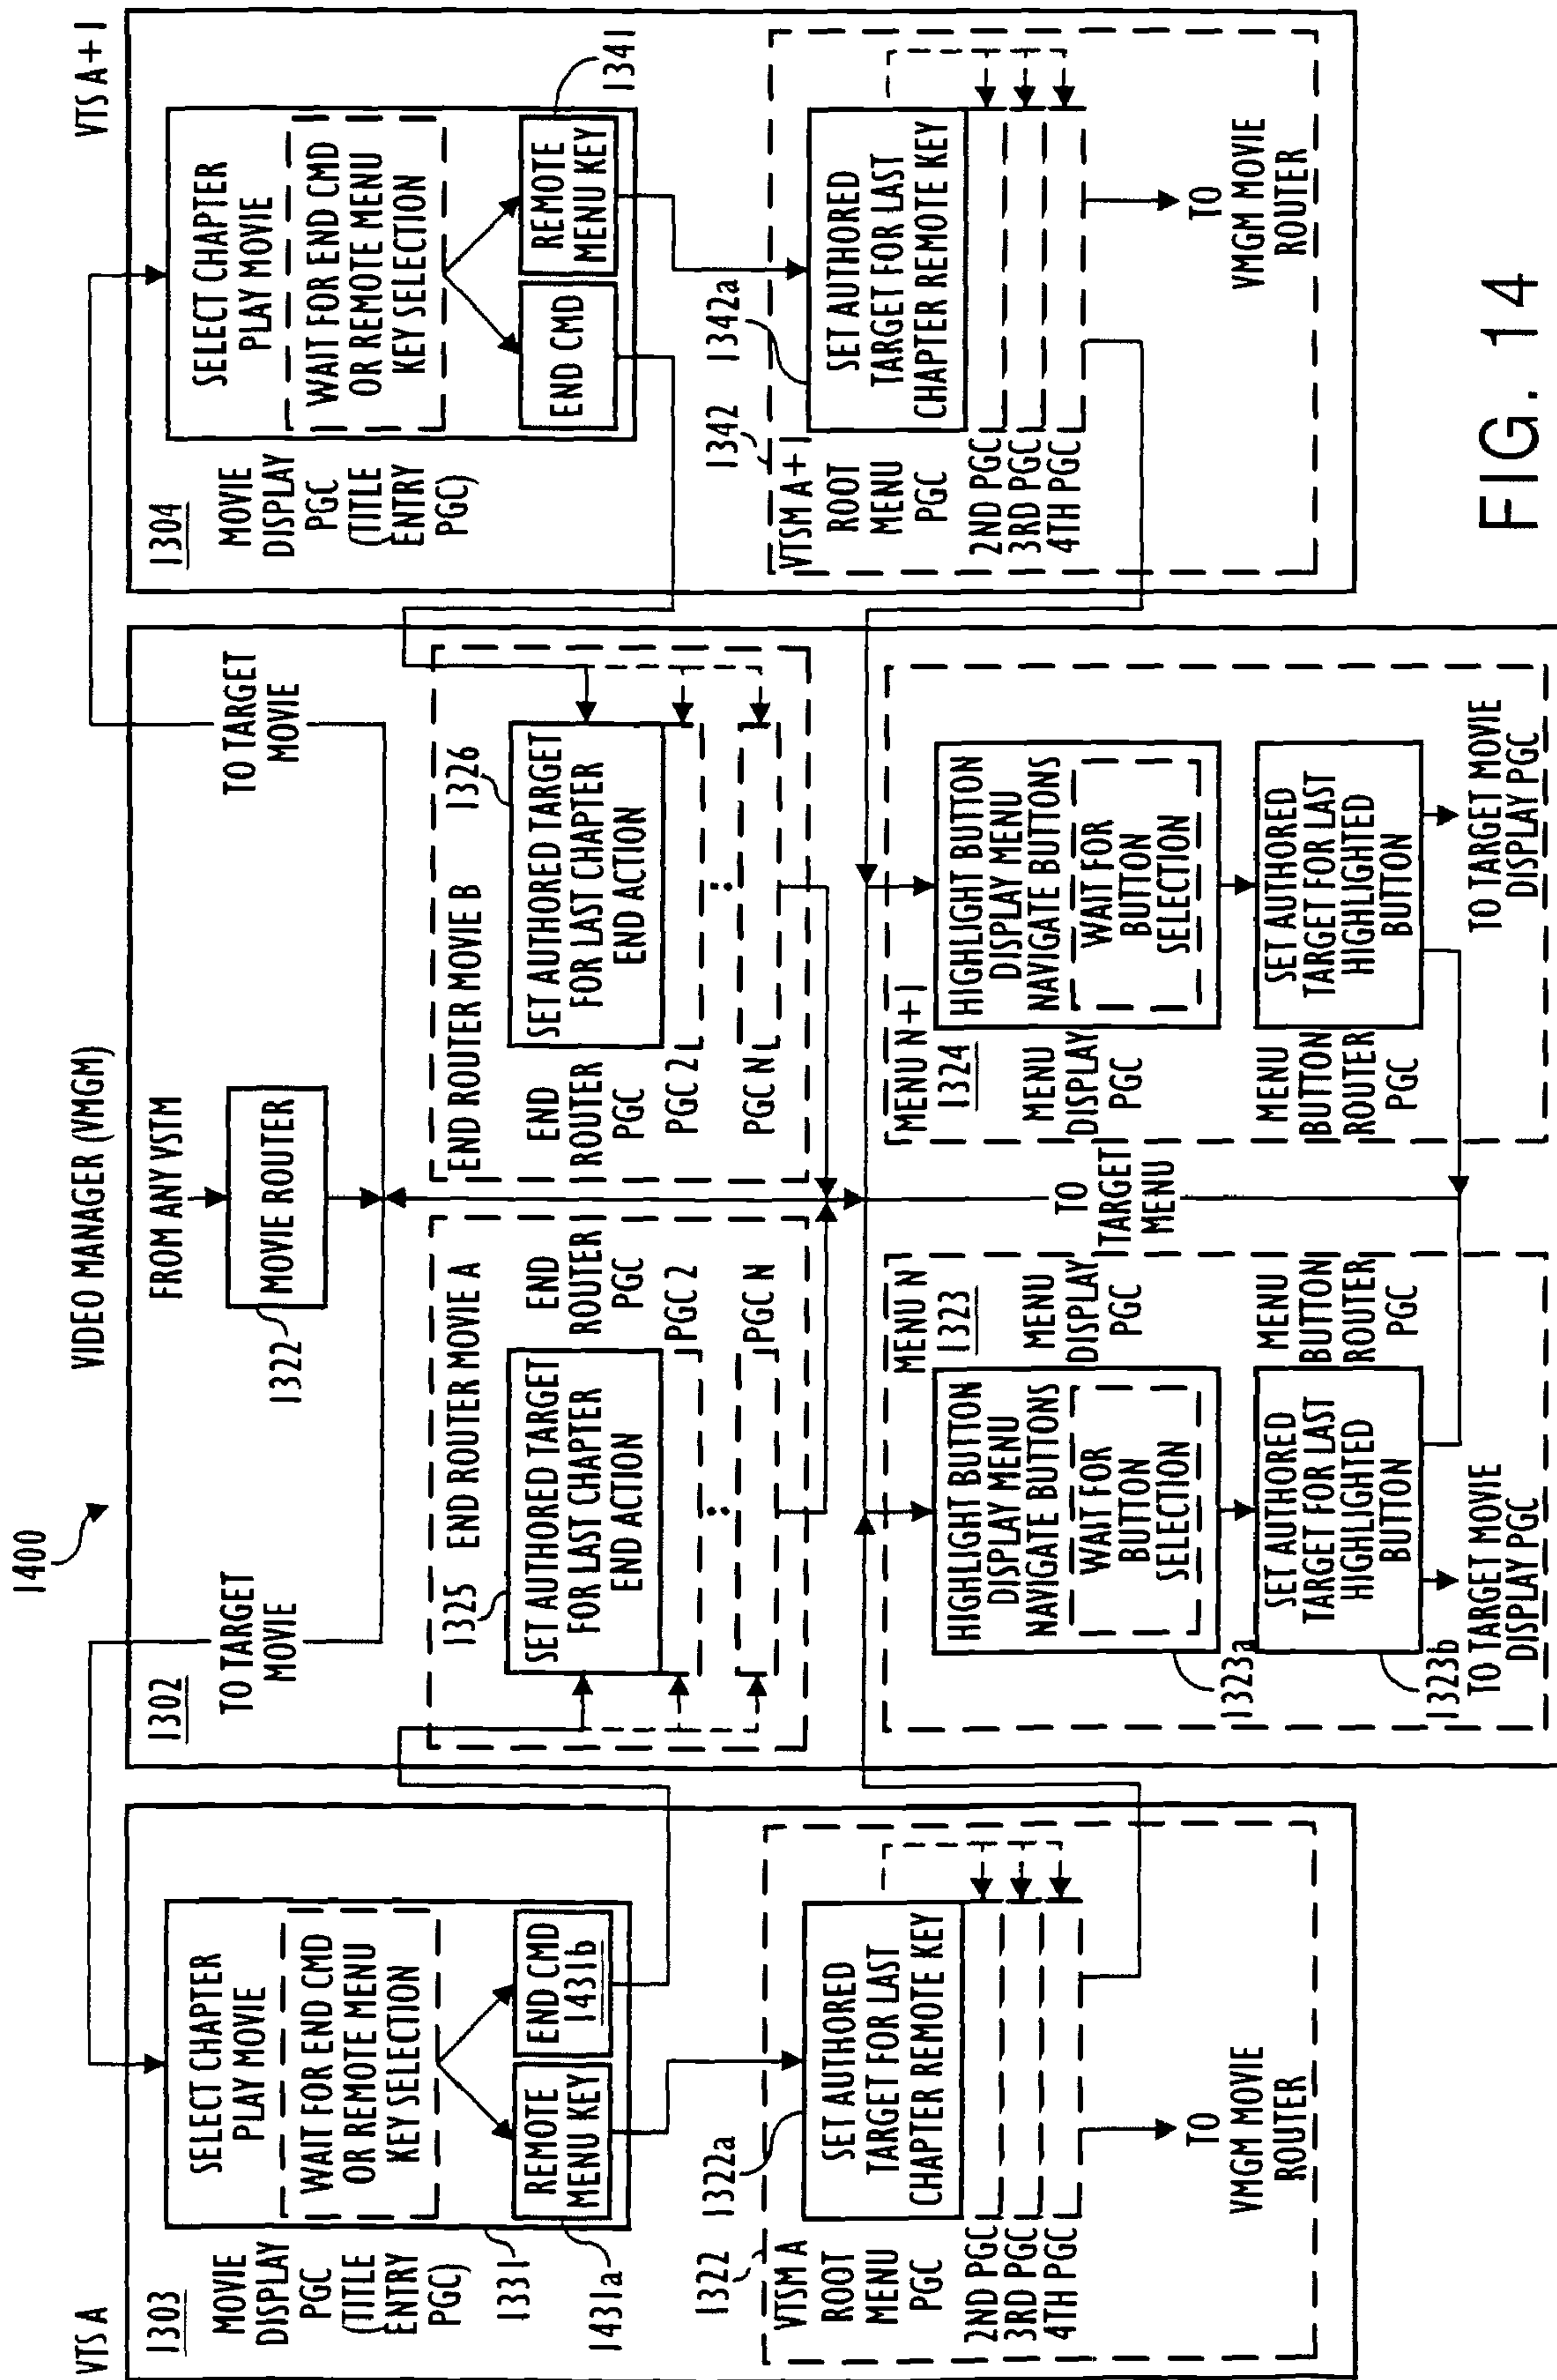 1400
VTS A
1303
MOVIE
DISPLAY
PGC
(TITLE
ENTRY
PGC)
1331
1431a
SELECT CHAPTER
PLAY MOVIE
WAIT FOR END CMD
OR REMOTE MENU
KEY SELECTION
REMOTE
MENU KEY
END CMD
1431b
1322
VTSM A
ROOT
MENU
PGC
1322a
SET AUTHORED
TARGET FOR LAST
CHAPTER REMOTE KEY
2ND PGC
3RD PGC
4TH PGC
TO
VMGM MOVIE
ROUTER
VIDEO MANAGER (VMGM)
1302
TO TARGET
MOVIE
FROM ANY VSTM
MOVIE ROUTER
1322
TO TARGET
MOVIE
1325
END ROUTER MOVIE A
SET AUTHORED TARGET
FOR LAST CHAPTER
END ACTION
END
ROUTER
PGC
PGC 2
PGC N
END ROUTER MOVIE B
1326
END
ROUTER
PGC
SET AUTHORED TARGET
FOR LAST CHAPTER
END ACTION
PGC 2
PGC N
MENU N
1323
HIGHLIGHT BUTTON
DISPLAY MENU
NAVIGATE BUTTONS
WAIT FOR
BUTTON
SELECTION
MENU
DISPLAY
PGC
1323a
SET AUTHORED
TARGET FOR LAST
HIGHLIGHTED
BUTTON
MENU
BUTTON
ROUTER
PGC
1323b
TO TARGET MOVIE
DISPLAY PGC
TO
TARGET
MENU
MENU N+1
1324
MENU
DISPLAY
PGC
HIGHLIGHT BUTTON
DISPLAY MENU
NAVIGATE BUTTONS
WAIT FOR
BUTTON
SELECTION
MENU
BUTTON
ROUTER
PGC
SET AUTHORED
TARGET FOR LAST
HIGHLIGHTED
BUTTON
TO TARGET MOVIE
DISPLAY PGC
VTS A+1
1304
MOVIE
DISPLAY
PGC
(TITLE
ENTRY
PGC)
SELECT CHAPTER
PLAY MOVIE
WAIT FOR END CMD
OR REMOTE MENU
KEY SELECTION
END CMD
REMOTE
MENU KEY
1341
1342
1342a
VTSM A+1
ROOT
MENU
PGC
SET AUTHORED
TARGET FOR LAST
CHAPTER REMOTE KEY
2ND PGC
3RD PGC
4TH PGC
TO
VMGM MOVIE
ROUTER
FIG. 14